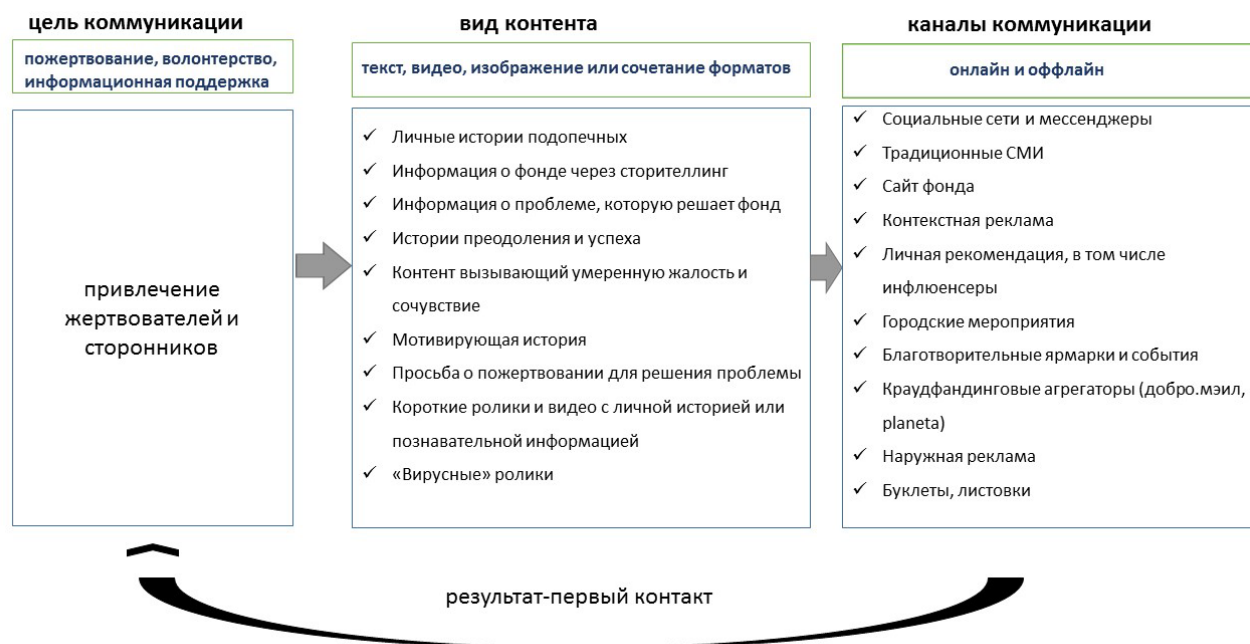 цель коммуникации
пожертвование, волонтерство,
информационная поддержка
привлечение
жертвователей и
сторонников
вид контента
текст, видео, изображение или сочетание форматов
Личные истории подопечных
Информация о фонде через сторителлинг
Информация о проблеме, которую решает фонд
Истории преодоления и успеха
Контент вызывающий умеренную жалость и
сочувствие
Мотивирующая история
Просьба о пожертвовании для решения проблемы
Короткие ролики и видео с личной историей или
познавательной информацией
«Вирусные» ролики
каналы коммуникации
онлайн и оффлайн
Социальные сети и мессенджеры
Традиционные СМИ
Сайт фонда
Контекстная реклама
Личная рекомендация, в том числе
инфлюенсеры
Городские мероприятия
Благотворительные ярмарки и события
Краудфандинговые агрегаторы (добро.мэил,
planeta)
Наружная реклама
Буклеты, листовки
результат-первый контакт